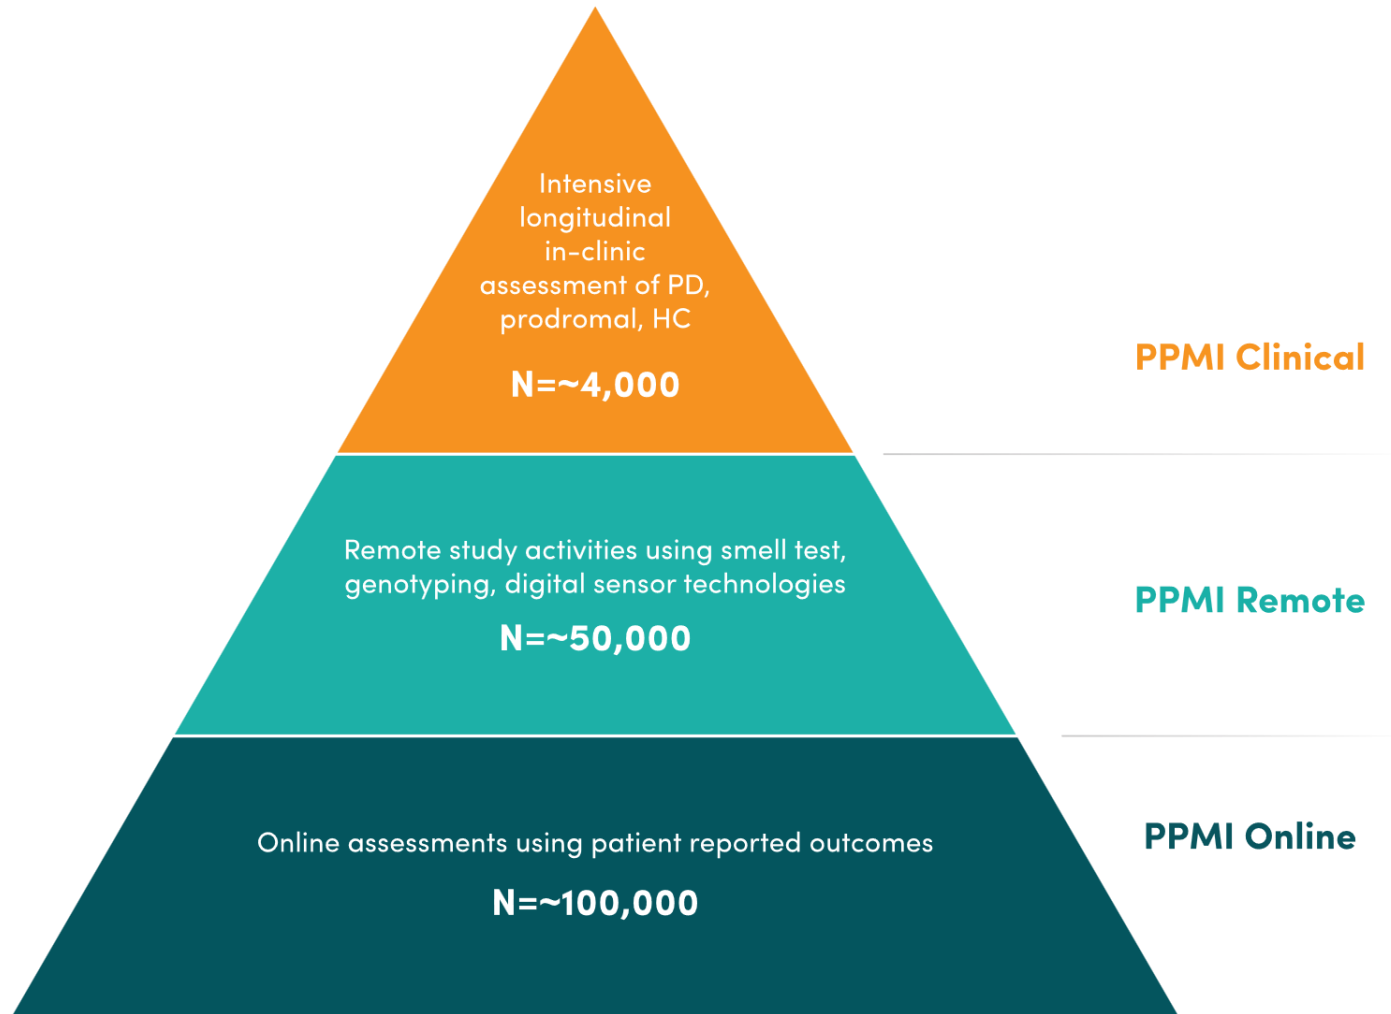 Intensive
longitudinal
in-clinic
assessment of PD,
prodromal, HC
N=~4,000
PPMI Clinical
Remote study activities using smell test,
genotyping, digital sensor technologies
N=~50,000
PPMI Remote
Online assessments using patient reported outcomes
N=~100,000
PPMI Online